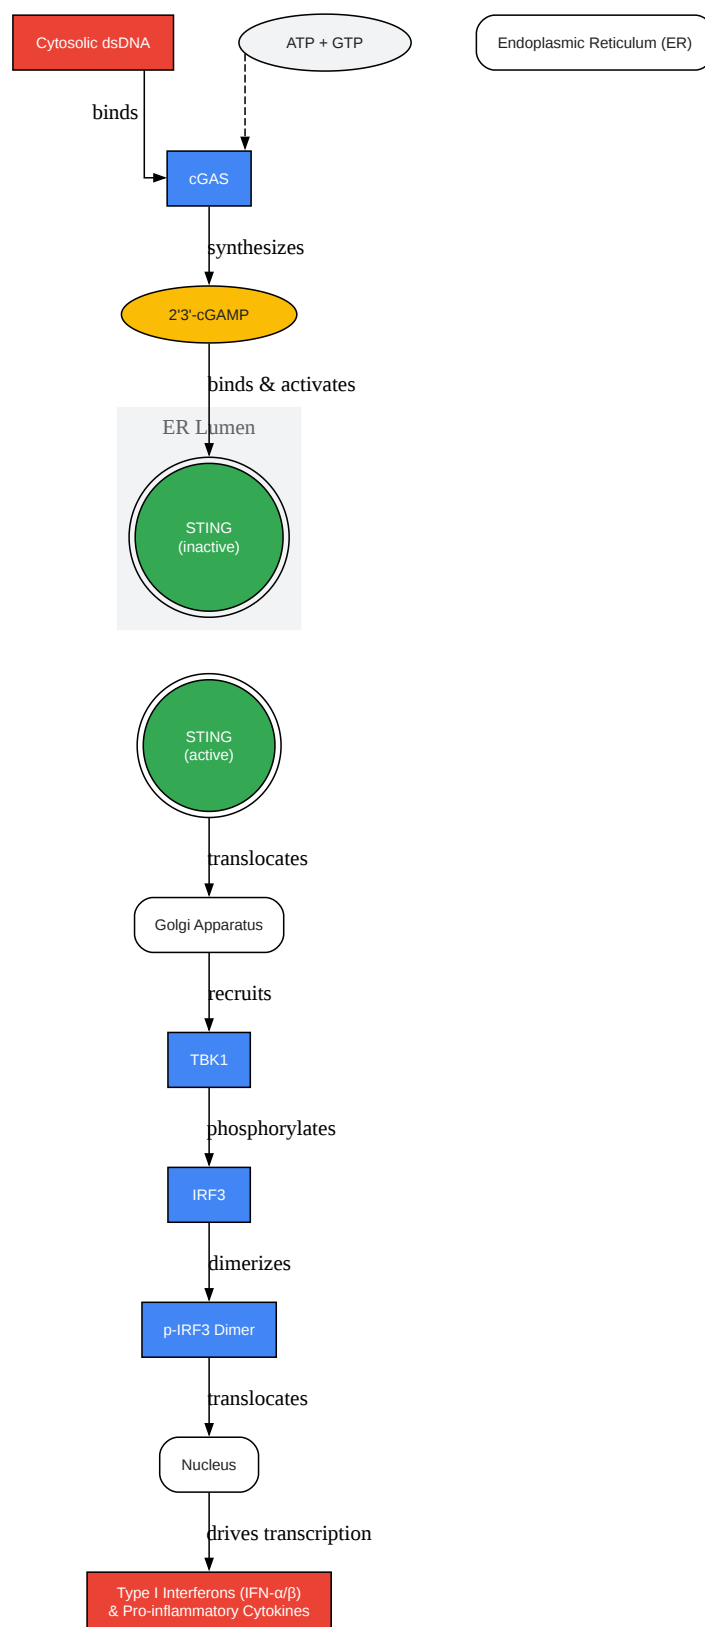 Cytosolic dsDNA
ATP + GTP
Endoplasmic Reticulum (ER)
binds
cGAS
synthesizes
2'3'-cGAMP
binds & activates
ER Lumen
STING
(inactive)
STING
(active)
translocates
Golgi Apparatus
recruits
TBK1
phosphorylates
IRF3
dimerizes
p-IRF3 Dimer
translocates
Nucleus
drives transcription
Type I Interferons (IFN-α/β)
& Pro-inflammatory Cytokines